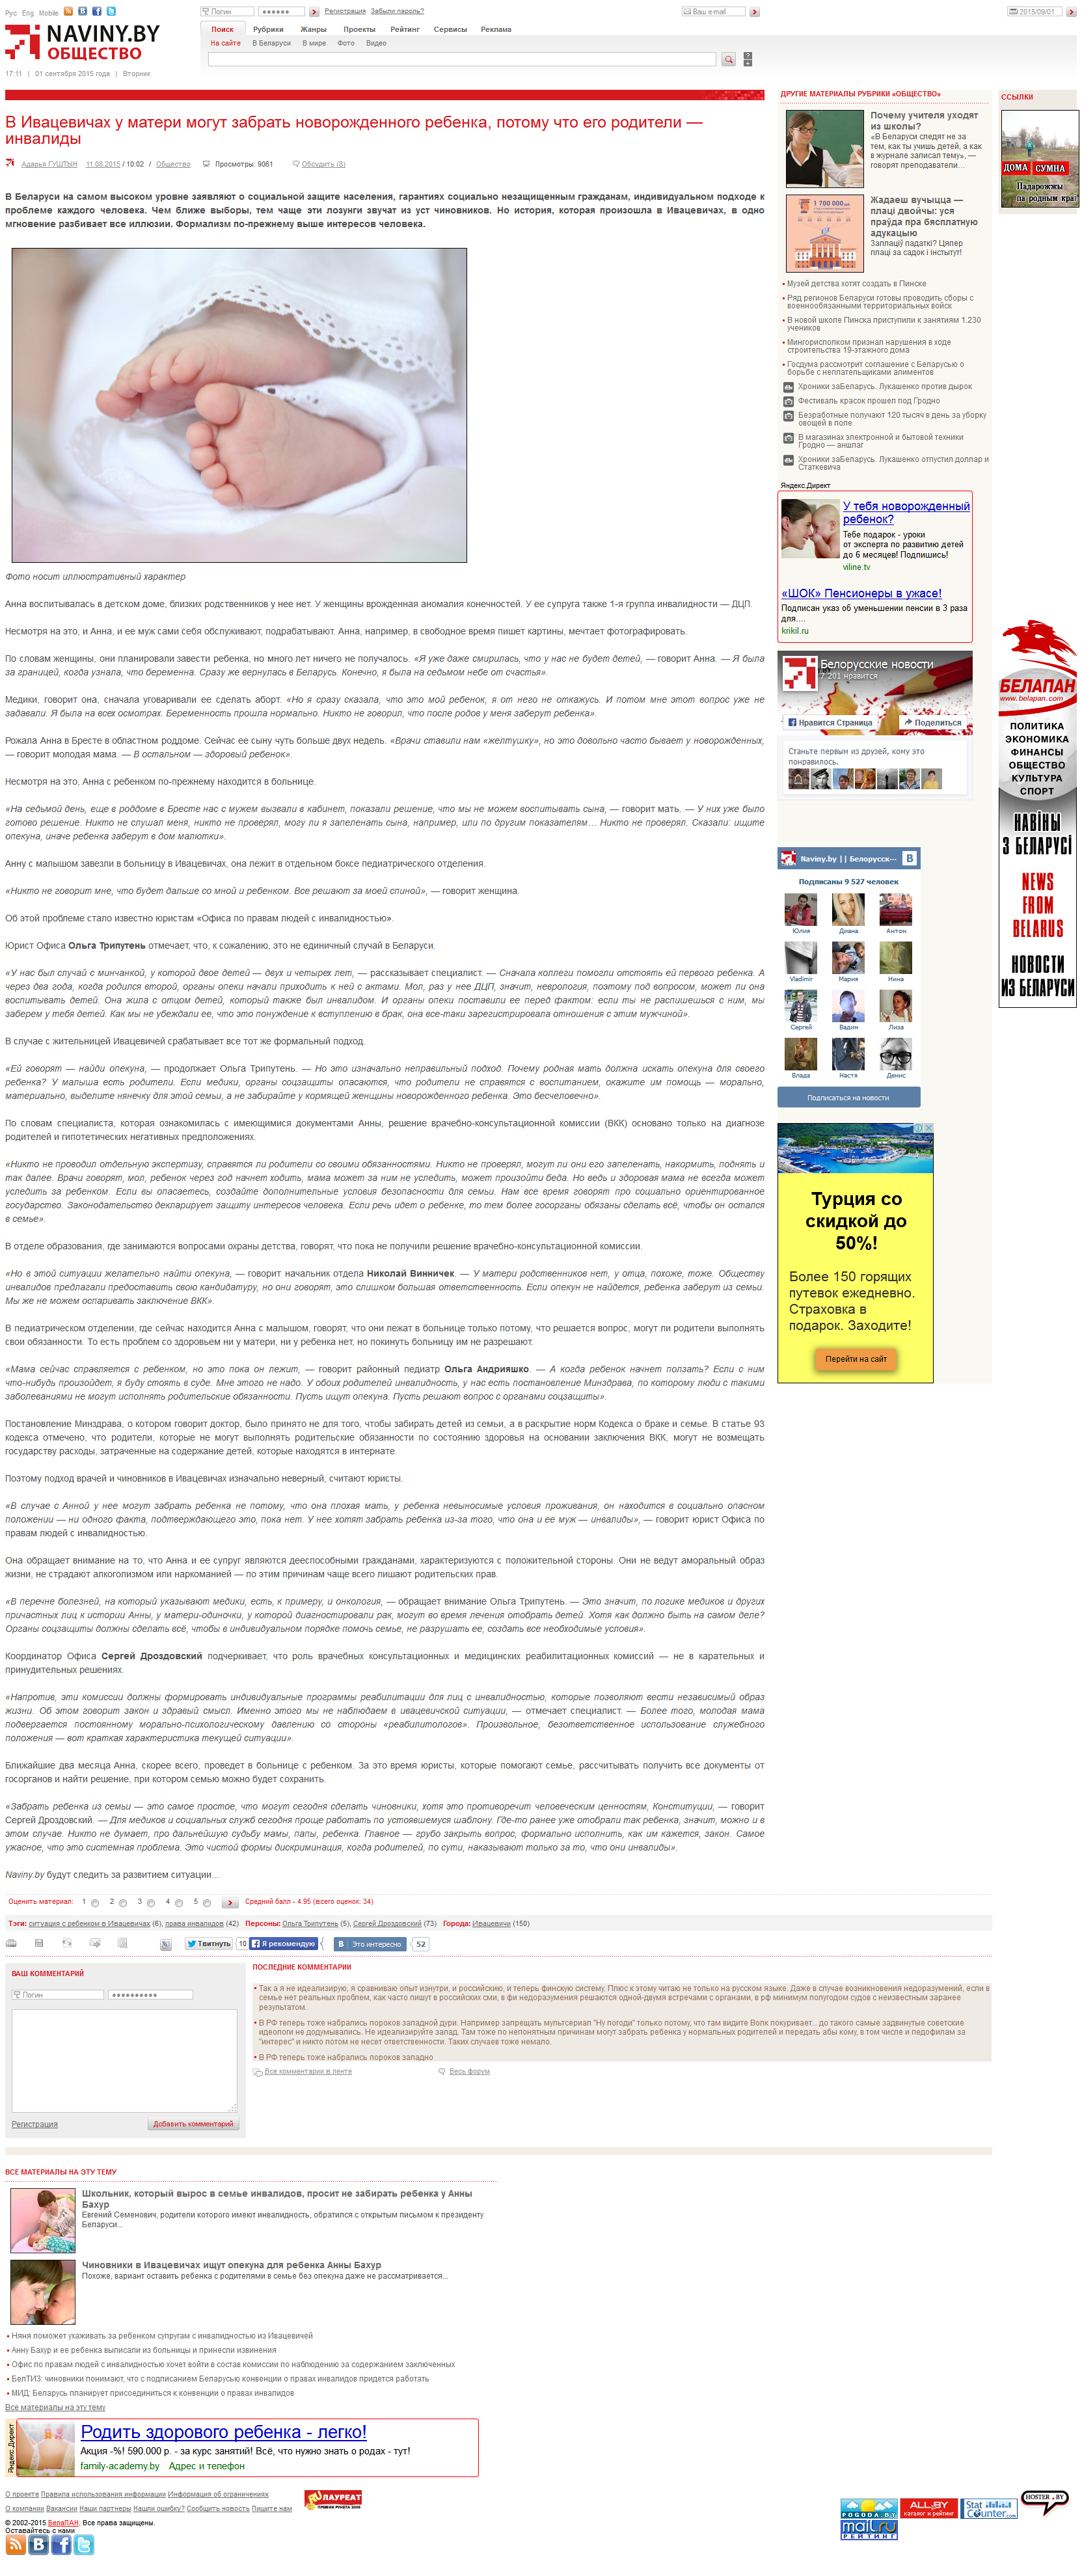 Рус Eng Mobile
NAVINY.BY
ОБЩЕСТВО
17:11 | 01 сентября 2015 года | Вторник
Логин
Регистрация Забыли пароль?
Ваш e-mail
2015/09/01
Поиск Рубрики Жанры Проекты Рейтинг Сервисы Реклама
На сайте В Беларуси В мире Фото Видео
В Ивацевичах у матери могут забрать новорожденного ребенка, потому что его родители —
инвалиды
Адарья ГУШТЫН 11.08.2015 / 10:02 / Общество Просмотры: 9061 Обсудить (8)
В Беларуси на самом высоком уровне заявляют о социальной защите населения, гарантиях социально незащищенным гражданам, индивидуальном подходе к
проблеме каждого человека. Чем ближе выборы, тем чаще эти лозунги звучат из уст чиновников. Но история, которая произошла в Ивацевичах, в одно
мгновение разбивает все иллюзии. Формализм по-прежнему выше интересов человека.
Фото носит иллюстративный характер
Анна воспитывалась в детском доме, близких родственников у нее нет. У женщины врожденная аномалия конечностей. У ее супруга также 1-я группа инвалидности — ДЦП.
Несмотря на это, и Анна, и ее муж сами себя обслуживают, подрабатывают. Анна, например, в свободное время пишет картины, мечтает фотографировать.
По словам женщины, они планировали завести ребенка, но много лет ничего не получалось. «Я уже даже смирилась, что у нас не будет детей, — говорит Анна. — Я была
за границей, когда узнала, что беременна. Сразу же вернулась в Беларусь. Конечно, я была на седьмом небе от счастья».
Медики, говорит она, сначала уговаривали ее сделать аборт. «Но я сразу сказала, что это мой ребенок, я от него не откажусь. И потом мне этот вопрос уже не
задавали. Я была на всех осмотрах. Беременность прошла нормально. Никто не говорил, что после родов у меня заберут ребенка».
Рожала Анна в Бресте в областном роддоме. Сейчас ее сыну чуть больше двух недель. «Врачи ставили нам «желтушку», но это довольно часто бывает у новорожденных,
— говорит молодая мама. — В остальном — здоровый ребенок».
Несмотря на это, Анна с ребенком по-прежнему находится в больнице.
«На седьмой день, еще в роддоме в Бресте нас с мужем вызвали в кабинет, показали решение, что мы не можем воспитывать сына, — говорит мать. — У них уже было
готово решение. Никто не слушал меня, никто не проверял, могу ли я запеленать сына, например, или по другим показателям… Никто не проверял. Сказали: ищите
опекуна, иначе ребенка заберут в дом малютки».
Анну с малышом завезли в больницу в Ивацевичах, она лежит в отдельном боксе педиатрического отделения.
«Никто не говорит мне, что будет дальше со мной и ребенком. Все решают за моей спиной», — говорит женщина.
Об этой проблеме стало известно юристам «Офиса по правам людей с инвалидностью».
Юрист Офиса Ольга Трипутень отмечает, что, к сожалению, это не единичный случай в Беларуси.
«У нас был случай с минчанкой, у которой двое детей — двух и четырех лет, — рассказывает специалист. — Сначала коллеги помогли отстоять ей первого ребенка. А
через два года, когда родился второй, органы опеки начали приходить к ней с актами. Мол, раз у нее ДЦП, значит, неврология, поэтому под вопросом, может ли она
воспитывать детей. Она жила с отцом детей, который также был инвалидом. И органы опеки поставили ее перед фактом: если ты не распишешься с ним, мы
заберем у тебя детей. Как мы не убеждали ее, что это понуждение к вступлению в брак, она все-таки зарегистрировала отношения с этим мужчиной».
В случае с жительницей Ивацевичей срабатывает все тот же формальный подход.
«Ей говорят — найди опекуна, — продолжает Ольга Трипутень. — Но это изначально неправильный подход. Почему родная мать должна искать опекуна для своего
ребенка? У малыша есть родители. Если медики, органы соцзащиты опасаются, что родители не справятся с воспитанием, окажите им помощь — морально,
материально, выделите нянечку для этой семьи, а не забирайте у кормящей женщины новорожденного ребенка. Это бесчеловечно».
По словам специалиста, которая ознакомилась с имеющимися документами Анны, решение врачебно-консультационной комиссии (ВКК) основано только на диагнозе
родителей и гипотетических негативных предположениях.
«Никто не проводил отдельную экспертизу, справятся ли родители со своими обязанностями. Никто не проверял, могут ли они его запеленать, накормить, поднять и
так далее. Врачи говорят, мол, ребенок через год начнет ходить, мама может за ним не уследить, может произойти беда. Но ведь и здоровая мама не всегда может
уследить за ребенком. Если вы опасаетесь, создайте дополнительные условия безопасности для семьи. Нам все время говорят про социально ориентированное
государство. Законодательство декларирует защиту интересов человека. Если речь идет о ребенке, то тем более госорганы обязаны сделать всё, чтобы он остался
в семье».
В отделе образования, где занимаются вопросами охраны детства, говорят, что пока не получили решение врачебно-консультационной комиссии.
«Но в этой ситуации желательно найти опекуна, — говорит начальник отдела Николай Винничек. — У матери родственников нет, у отца, похоже, тоже. Обществу
инвалидов предлагали предоставить свою кандидатуру, но они говорят, это слишком большая ответственность. Если опекун не найдется, ребенка заберут из семьи.
Мы же не можем оспаривать заключение ВКК».
В педиатрическом отделении, где сейчас находится Анна с малышом, говорят, что они лежат в больнице только потому, что решается вопрос, могут ли родители выполнять
свои обязанности. То есть проблем со здоровьем ни у матери, ни у ребенка нет, но покинуть больницу им не разрешают.
«Мама сейчас справляется с ребенком, но это пока он лежит, — говорит районный педиатр Ольга Андрияшко. — А когда ребенок начнет ползать? Если с ним
что-нибудь произойдет, я буду стоять в суде. Мне этого не надо. У обоих родителей инвалидность, у нас есть постановление Минздрава, по которому люди с такими
заболеваниями не могут исполнять родительские обязанности. Пусть ищут опекуна. Пусть решают вопрос с органами соцзащиты».
Постановление Минздрава, о котором говорит доктор, было принято не для того, чтобы забирать детей из семьи, а в раскрытие норм Кодекса о браке и семье. В статье 93
кодекса отмечено, что родители, которые не могут выполнять родительские обязанности по состоянию здоровья на основании заключения ВКК, могут не возмещать
государству расходы, затраченные на содержание детей, которые находятся в интернате.
Поэтому подход врачей и чиновников в Ивацевичах изначально неверный, считают юристы.
«В случае с Анной у нее могут забрать ребенка не потому, что она плохая мать, у ребенка невыносимые условия проживания, он находится в социально опасном
положении — ни одного факта, подтверждающего это, пока нет. У нее хотят забрать ребенка из-за того, что она и ее муж — инвалиды», — говорит юрист Офиса по
правам людей с инвалидностью.
Она обращает внимание на то, что Анна и ее супруг являются дееспособными гражданами, характеризуются с положительной стороны. Они не ведут аморальный образ
жизни, не страдают алкоголизмом или наркоманией — по этим причинам чаще всего лишают родительских прав.
«В перечне болезней, на который указывают медики, есть, к примеру, и онкология, — обращает внимание Ольга Трипутень. — Это значит, по логике медиков и других
причастных лиц к истории Анны, у матери-одиночки, у которой диагностировали рак, могут на время лечения отобрать детей. Хотя как должно быть на самом деле?
Органы соцзащиты должны сделать всё, чтобы в индивидуальном порядке помочь семье, не разрушать ее, создать все необходимые условия».
Координатор Офиса Сергей Дроздовский подчеркивает, что роль врачебных консультационных и медицинских реабилитационных комиссий — не в карательных и
принудительных решениях.
«Напротив, эти комиссии должны формировать индивидуальные программы реабилитации для лиц с инвалидностью, которые позволяют вести независимый образ
жизни. Об этом говорит закон и здравый смысл. Именно этого мы не наблюдаем в ивацевичской ситуации, — отмечает специалист. — Более того, молодая мама
подвергается постоянному морально-психологическому давлению со стороны «реабилитологов». Произвольное, безответственное использование служебного
положения — вот краткая характеристика текущей ситуации».
Ближайшие два месяца Анна, скорее всего, проведет в больнице с ребенком. За это время юристы, которые помогают семье, рассчитывают получить все документы от
госорганов и найти решение, при котором семью можно будет сохранить.
«Забрать ребенка из семьи — это самое простое, что могут сегодня сделать чиновники, хотя это противоречит человеческим ценностям, Конституции, — говорит
Сергей Дроздовский. — Для медиков и социальных служб сегодня проще работать по устоявшемуся шаблону. Где-то ранее уже отобрали так ребенка, значит, можно и в
этом случае. Никто не думает, про дальнейшую судьбу мамы, папы, ребенка. Главное — грубо закрыть вопрос, формально исполнить, как им кажется, закон. Самое
ужасное, что это системная проблема. Это чистой формы дискриминация, когда родителей, по сути, наказывают только за то, что они инвалиды».
Naviny.by будут следить за развитием ситуации…
Оценить материал: 1 2 3 4 5 Средний балл - 4.95 (всего оценок: 34)
Тэги: ситуация с ребенком в Ивацевичах (6), права инвалидов (42) Персоны: Ольга Трипутень (5), Сергей Дроздовский (73) Города: Ивацевичи (150)
Твитнуть 10 Я рекомендую Это интересно 52
ВАШ КОММЕНТАРИЙ
Логин
Регистрация Добавить комментарий
ПОСЛЕДНИЕ КОММЕНТАРИИ
Так а я не идеализирую, я сравниваю опыт изнутри, и российскию, и теперь финскую систему. Плюс к этому читаю не только на русском языке. Даже в случае возникновения недоразумений, если в
семье нет реальных проблем, как часто пишут в российских сми, в фи недоразумения решаются одной-двумя встречами с органами, в рф минимум полугодом судов с неизвестным заранее
результатом.
В РФ теперь тоже набрались пороков западной дури. Например запрещать мультсериал "Ну погоди" только потому, что там видите Волк покуривает... до такого самые задвинутые советские
идеологи не додумывались. Не идеализируйте запад. Там тоже по непонятным причинам могут забрать ребенка у нормальных родителей и передать абы кому, в том числе и педофилам за
"интерес" и никто потом не несет ответственности. Таких случаев тоже немало.
В РФ теперь тоже набрались пороков западно
Все комментарии в ленте Весь форум
ВСЕ МАТЕРИАЛЫ НА ЭТУ ТЕМУ
Школьник, который вырос в семье инвалидов, просит не забирать ребенка у Анны
Бахур
Евгений Семенович, родители которого имеют инвалидность, обратился с открытым письмом к президенту
Беларуси...
Чиновники в Ивацевичах ищут опекуна для ребенка Анны Бахур
Похоже, вариант оставить ребенка с родителями в семье без опекуна даже не рассматривается...
Няня поможет ухаживать за ребенком супругам с инвалидностью из Ивацевичей
Анну Бахур и ее ребенка выписали из больницы и принесли извинения
Офис по правам людей с инвалидностью хочет войти в состав комиссии по наблюдению за содержанием заключенных
БелТИЗ: чиновники понимают, что с подписанием Беларусью конвенции о правах инвалидов придется работать
МИД: Беларусь планирует присоединиться к конвенции о правах инвалидов
Все материалы на эту тему
Яндекс.Директ
Родить здорового ребенка - легко!
Акция -%! 590.000 р. - за курс занятий! Всё, что нужно знать о родах - тут!
family-academy.by Адрес и телефон
О проекте Правила использования информации Информация об ограничениях
О компании Вакансии Наши партнеры Нашли ошибку? Сообщить новость Пишите нам
© 2002-2015 БелаПАН. Все права защищены.
Оставайтесь с нами
ЛАУРЕАТ
ДРУГИЕ МАТЕРИАЛЫ РУБРИКИ «ОБЩЕСТВО»
Почему учителя уходят
из школы?
«В Беларуси следят не за
тем, как ты учишь детей, а как
в журнале записал тему», —
говорят преподаватели…
1 700 000
Жадаеш вучыцца —
плаці двойчы: уся
праўда пра бясплатную
адукацыю
Заплаціў падаткі? Цяпер
плаці за садок і інстытут!
Музей детства хотят создать в Пинске
Ряд регионов Беларуси готовы проводить сборы с
военнообязанными территориальных войск
В новой школе Пинска приступили к занятиям 1.230
учеников
Мингорисполком признал нарушения в ходе
строительства 19-этажного дома
Госдума рассмотрит соглашение с Беларусью о
борьбе с неплательщиками алиментов
Хроники заБеларусь. Лукашенко против дырок
Фестиваль красок прошел под Гродно
Безработные получают 120 тысяч в день за уборку
овощей в поле
В магазинах электронной и бытовой техники
Гродно — аншлаг
Хроники заБеларусь. Лукашенко отпустил доллар и
Статкевича
Яндекс.Директ
У тебя новорожденный
ребенок?
Тебе подарок - уроки
от эксперта по развитию детей
до 6 месяцев! Подпишись!
viline.tv
«ШОК» Пенсионеры в ужасе!
Подписан указ об уменьшении пенсии в 3 раза
для....
krikil.ru
Белорусские новости
7 201 нравится
Нравится Страница Поделиться
Станьте первым из друзей, кому это
понравилось.
Naviny.by || Белорусск···
Подписаны 9 527 человек
Юлия Диана Антон
Vladimir Мария Нина
Сергей Вадим Лиза
Влада Настя Денис
Подписаться на новости
Турция со
скидкой до
50%!
Более 150 горящих
путевок ежедневно.
Страховка в
подарок. Заходите!
Перейти на сайт
ССЫЛКИ
ДОМА СУМНА
Падарожжы
па родным краі
БЕЛАПАН
www.belapan.com
ПОЛИТИКА
ЭКОНОМИКА
ФИНАНСЫ
ОБЩЕСТВО
КУЛЬТУРА
СПОРТ
НАВІНЫ
З БЕЛАРУСІ
NEWS
FROM
BELARUS
НОВОСТИ
ИЗ БЕЛАРУСИ
POGODA.BY
ALL.BY
каталог и рейтинг
Stat Counter.com
HOSTER.BY
mail.ru
РЕЙТИНГ